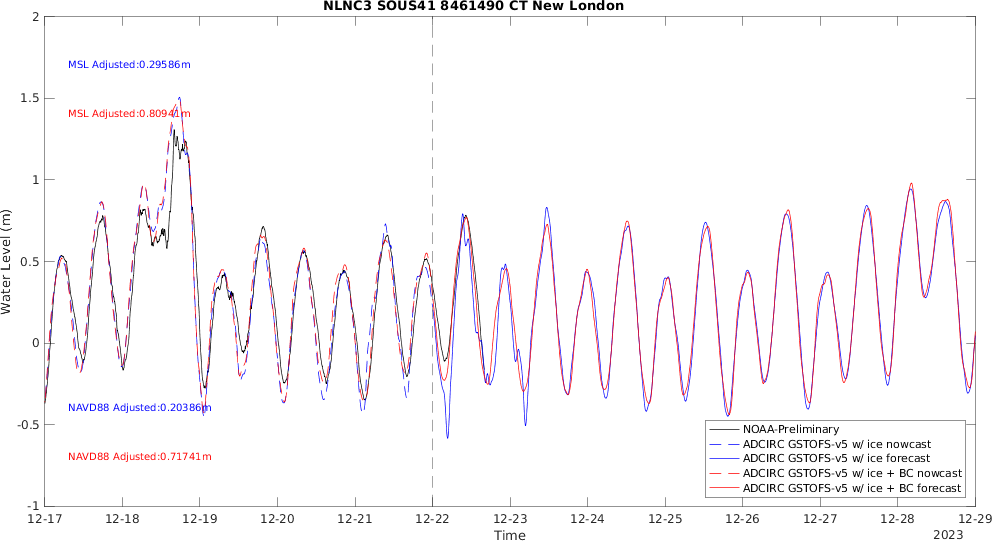 NLNC3 SOUS41 8461490 CT New London
2
1.5
1
0.5
0
-0.5
-1
Water Level (m)
MSL Adjusted:0.29586m
MSL Adjusted:0.80941m
NAVD88 Adjusted:0.20386m
NAVD88 Adjusted:0.71741m
NOAA-Preliminary
ADCIRC GSTOFS-v5 w/ ice nowcast
ADCIRC GSTOFS-v5 w/ ice forecast
ADCIRC GSTOFS-v5 w/ ice + BC nowcast
ADCIRC GSTOFS-v5 w/ ice + BC forecast
12-17 12-18 12-19 12-20 12-21 12-22 12-23 12-24 12-25 12-26 12-27 12-28 12-29
Time
2023